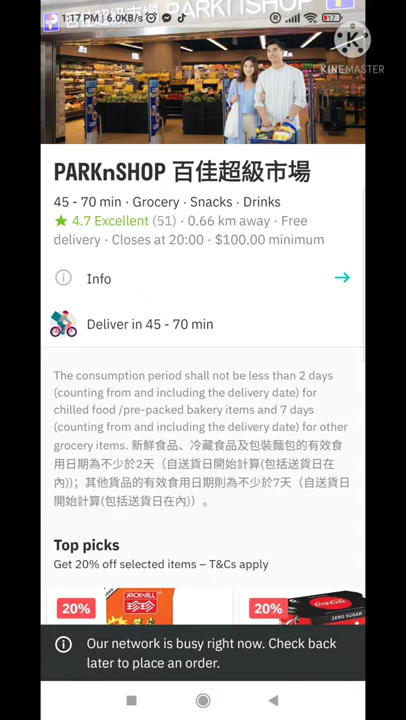 PARKNSHOP
1:17 PM | 6.0KB/s
17
KINEMASTER
PARKnSHOP 百佳超級市場
45 - 70 min · Grocery · Snacks · Drinks
★ 4.7 Excellent (51) · 0.66 km away · Free
delivery · Closes at 20:00 · $100.00 minimum
Info
Deliver in 45 - 70 min
The consumption period shall not be less than 2 days
(counting from and including the delivery date) for
chilled food /pre-packed bakery items and 7 days
(counting from and including the delivery date) for other
grocery items. 新鮮食品、冷藏食品及包裝麵包的有效食
用日期為不少於2天（自送貨日開始計算(包括送貨日在
內)）；其他貨品的有效食用日期則為不少於7天（自送貨日
開始計算(包括送貨日在內)）。
Top picks
Get 20% off selected items – T&Cs apply
20%
JACK'nJILL
珍珍
20%
ZERO SUGAR
Our network is busy right now. Check back
later to place an order.